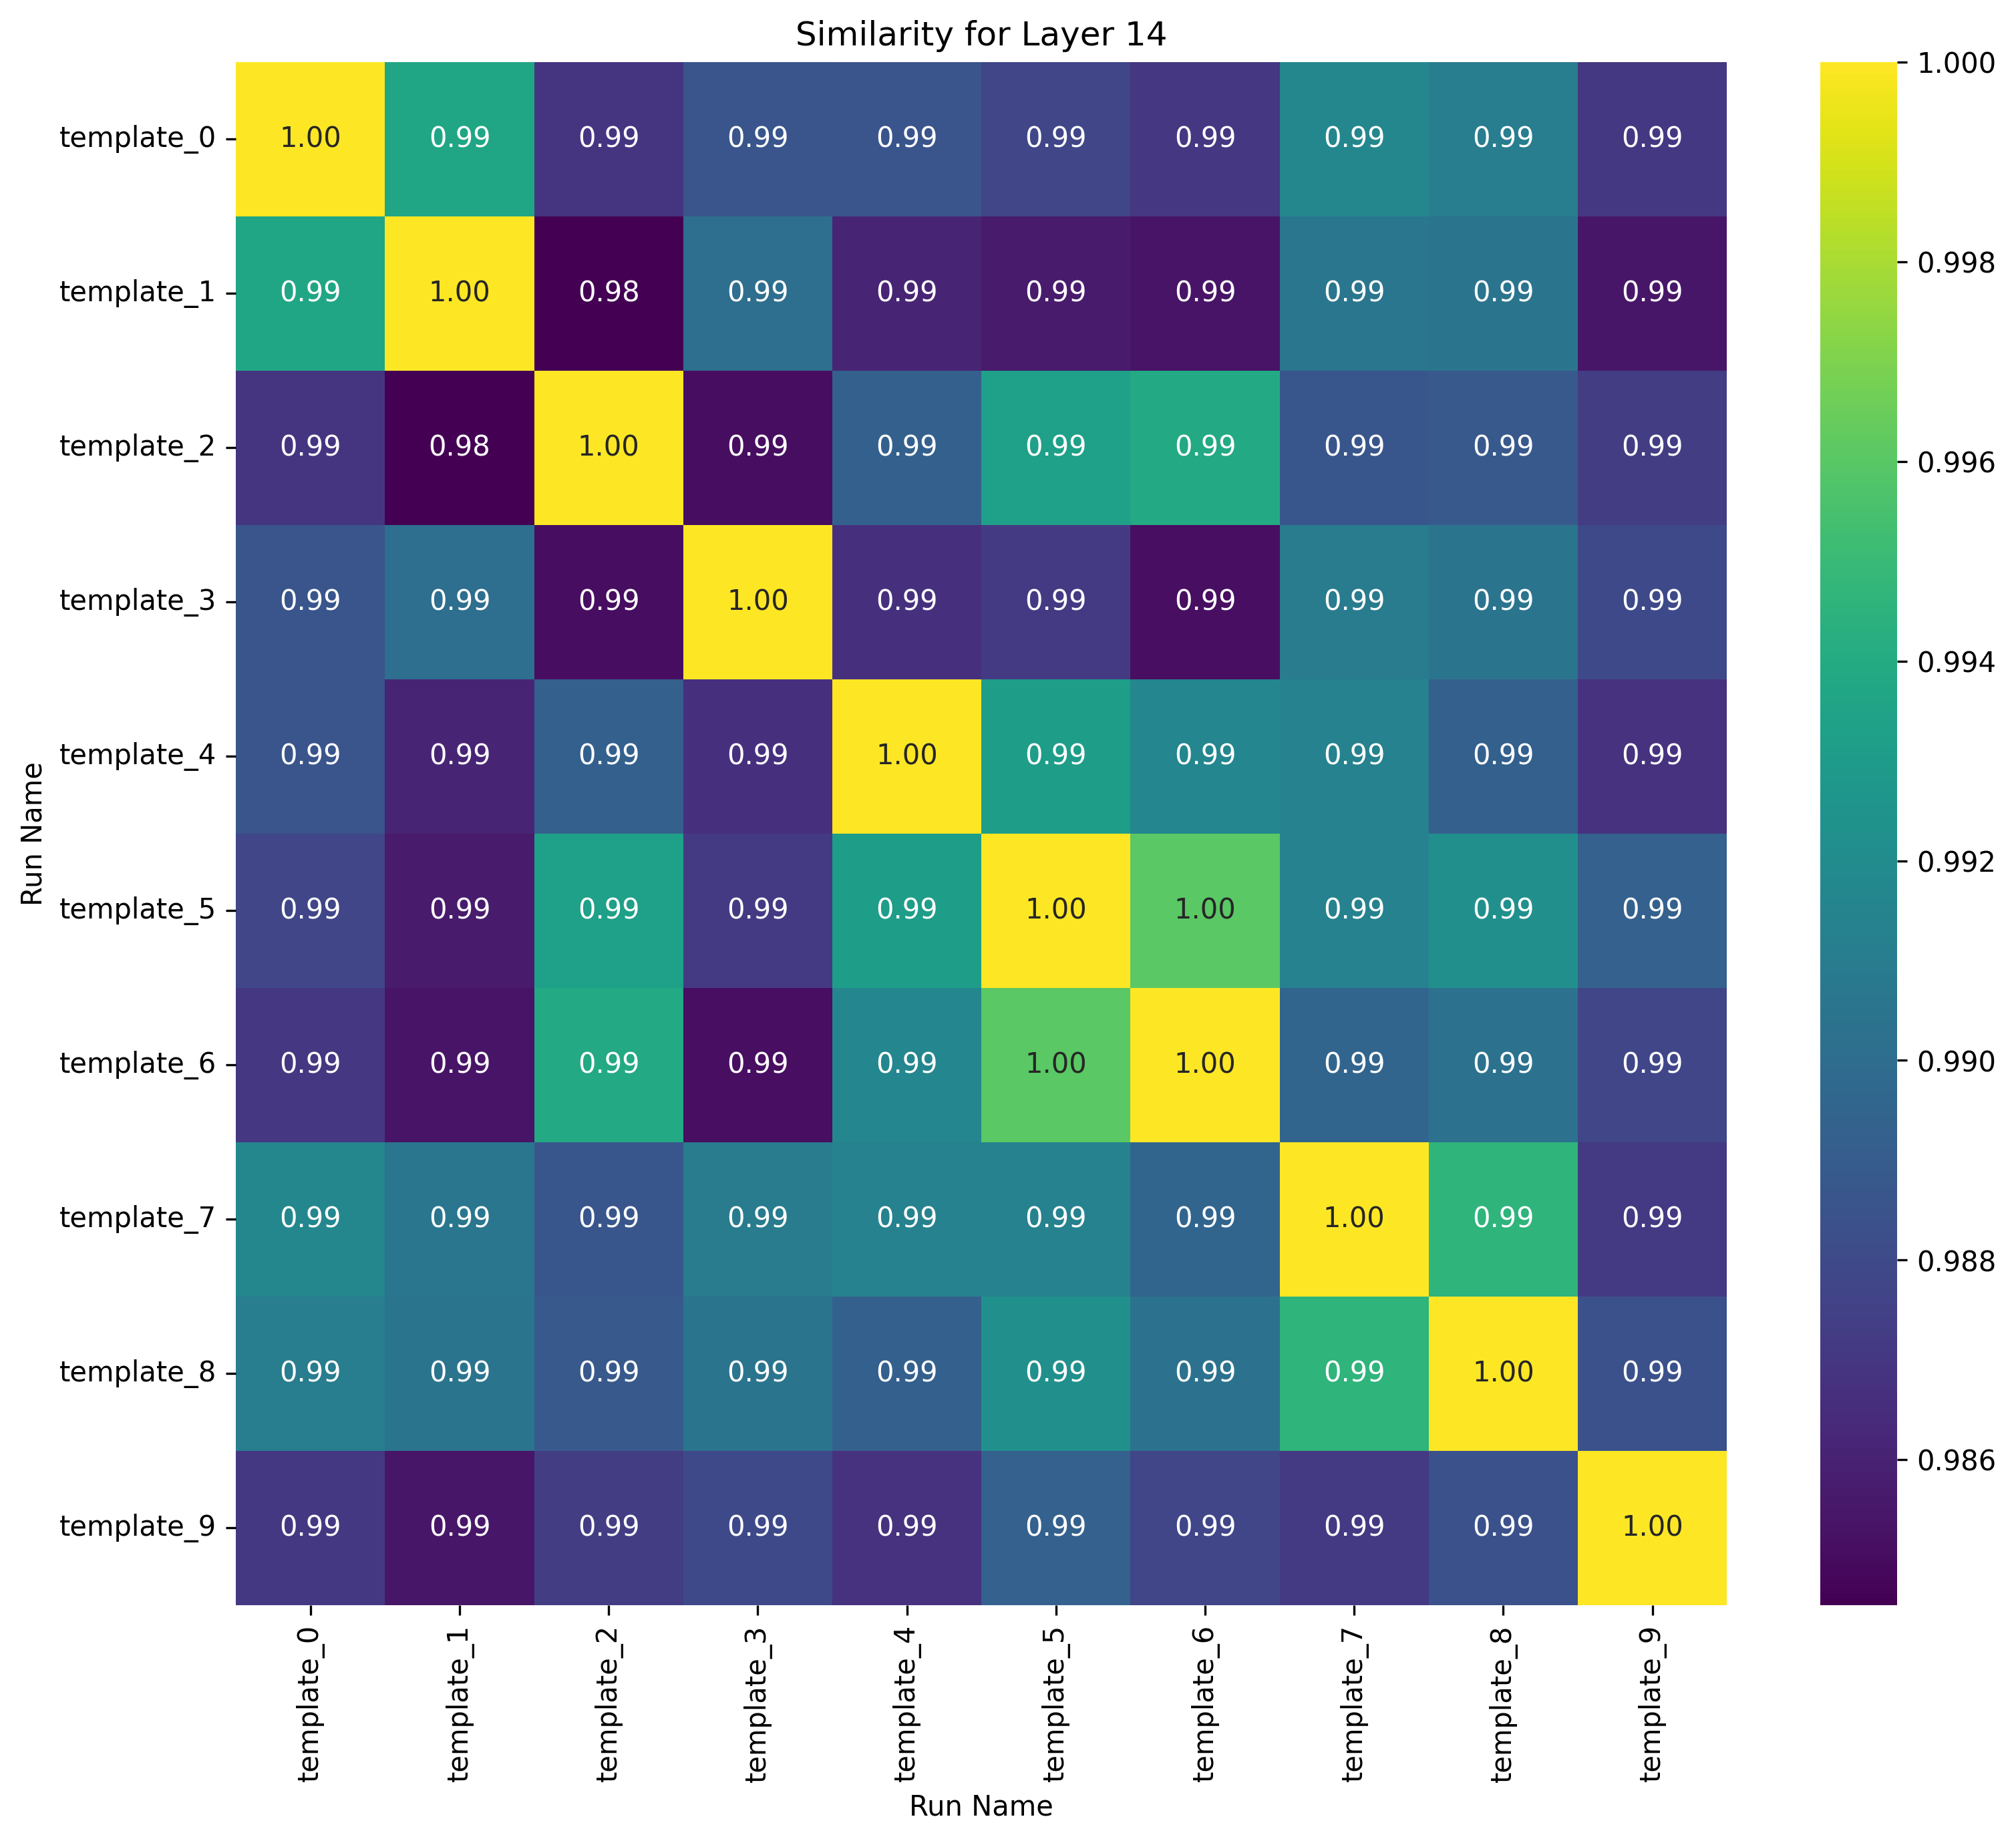 Similarity for Layer 14
Run Name
template_0 1.00 0.99 0.99 0.99 0.99 0.99 0.99 0.99 0.99 0.99
template_1 0.99 1.00 0.98 0.99 0.99 0.99 0.99 0.99 0.99 0.99
template_2 0.99 0.98 1.00 0.99 0.99 0.99 0.99 0.99 0.99 0.99
template_3 0.99 0.99 0.99 1.00 0.99 0.99 0.99 0.99 0.99 0.99
template_4 0.99 0.99 0.99 0.99 1.00 0.99 0.99 0.99 0.99 0.99
template_5 0.99 0.99 0.99 0.99 0.99 1.00 1.00 0.99 0.99 0.99
template_6 0.99 0.99 0.99 0.99 0.99 1.00 1.00 0.99 0.99 0.99
template_7 0.99 0.99 0.99 0.99 0.99 0.99 0.99 1.00 0.99 0.99
template_8 0.99 0.99 0.99 0.99 0.99 0.99 0.99 0.99 1.00 0.99
template_9 0.99 0.99 0.99 0.99 0.99 0.99 0.99 0.99 0.99 1.00
template_0 template_1 template_2 template_3 template_4 template_5 template_6 template_7 template_8 template_9
Run Name
1.000
0.998
0.996
0.994
0.992
0.990
0.988
0.986